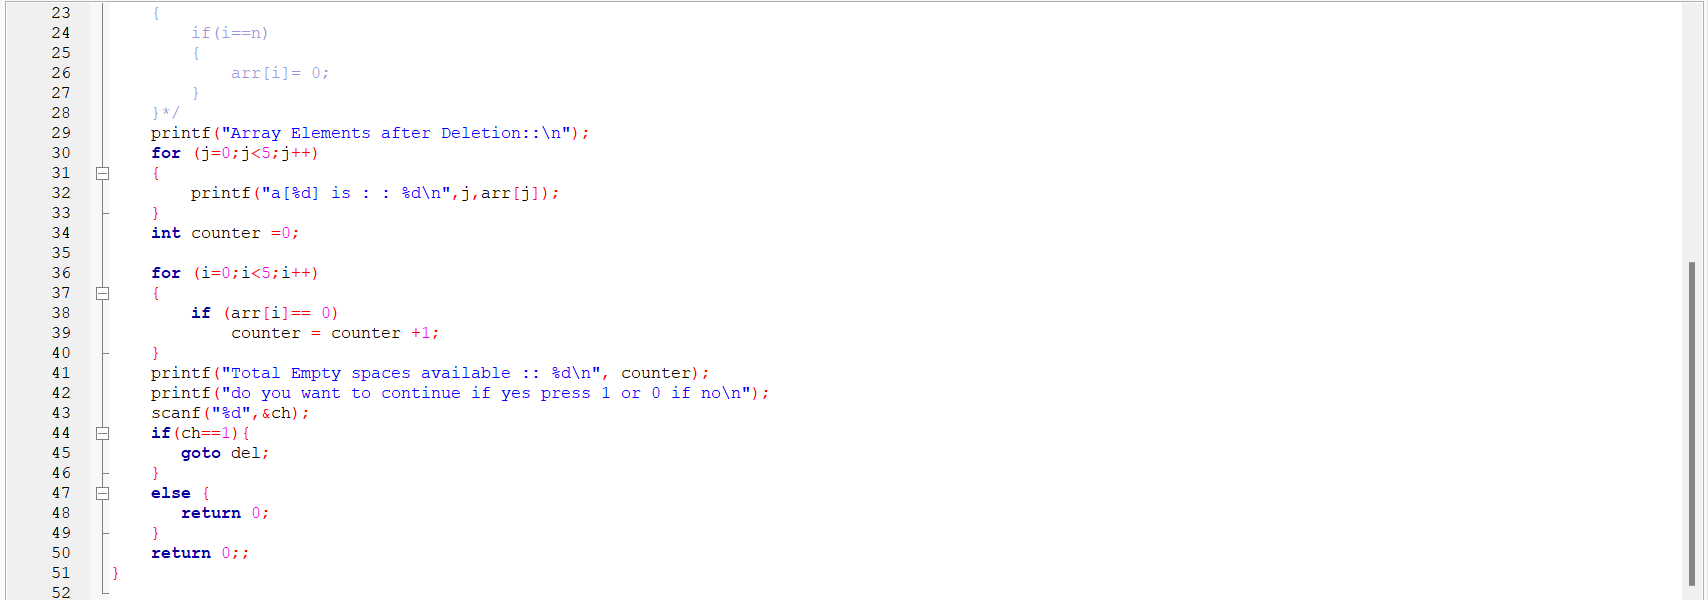 23 {
24 if(i==n)
25 {
26 arr[i]= 0;
27 }
28 }*/
29 printf("Array Elements after Deletion::\n");
30 for (j=0;j<5;j++)
31 {
32 printf("a[%d] is : : %d\n",j,arr[j]);
33 }
34 int counter =0;
35
36 for (i=0;i<5;i++)
37 {
38 if (arr[i]== 0)
39 counter = counter +1;
40 }
41 printf("Total Empty spaces available :: %d\n", counter);
42 printf("do you want to continue if yes press 1 or 0 if no\n");
43 scanf("%d",&ch);
44 if(ch==1){
45 goto del;
46 }
47 else {
48 return 0;
49 }
50 return 0;;
51 }
52